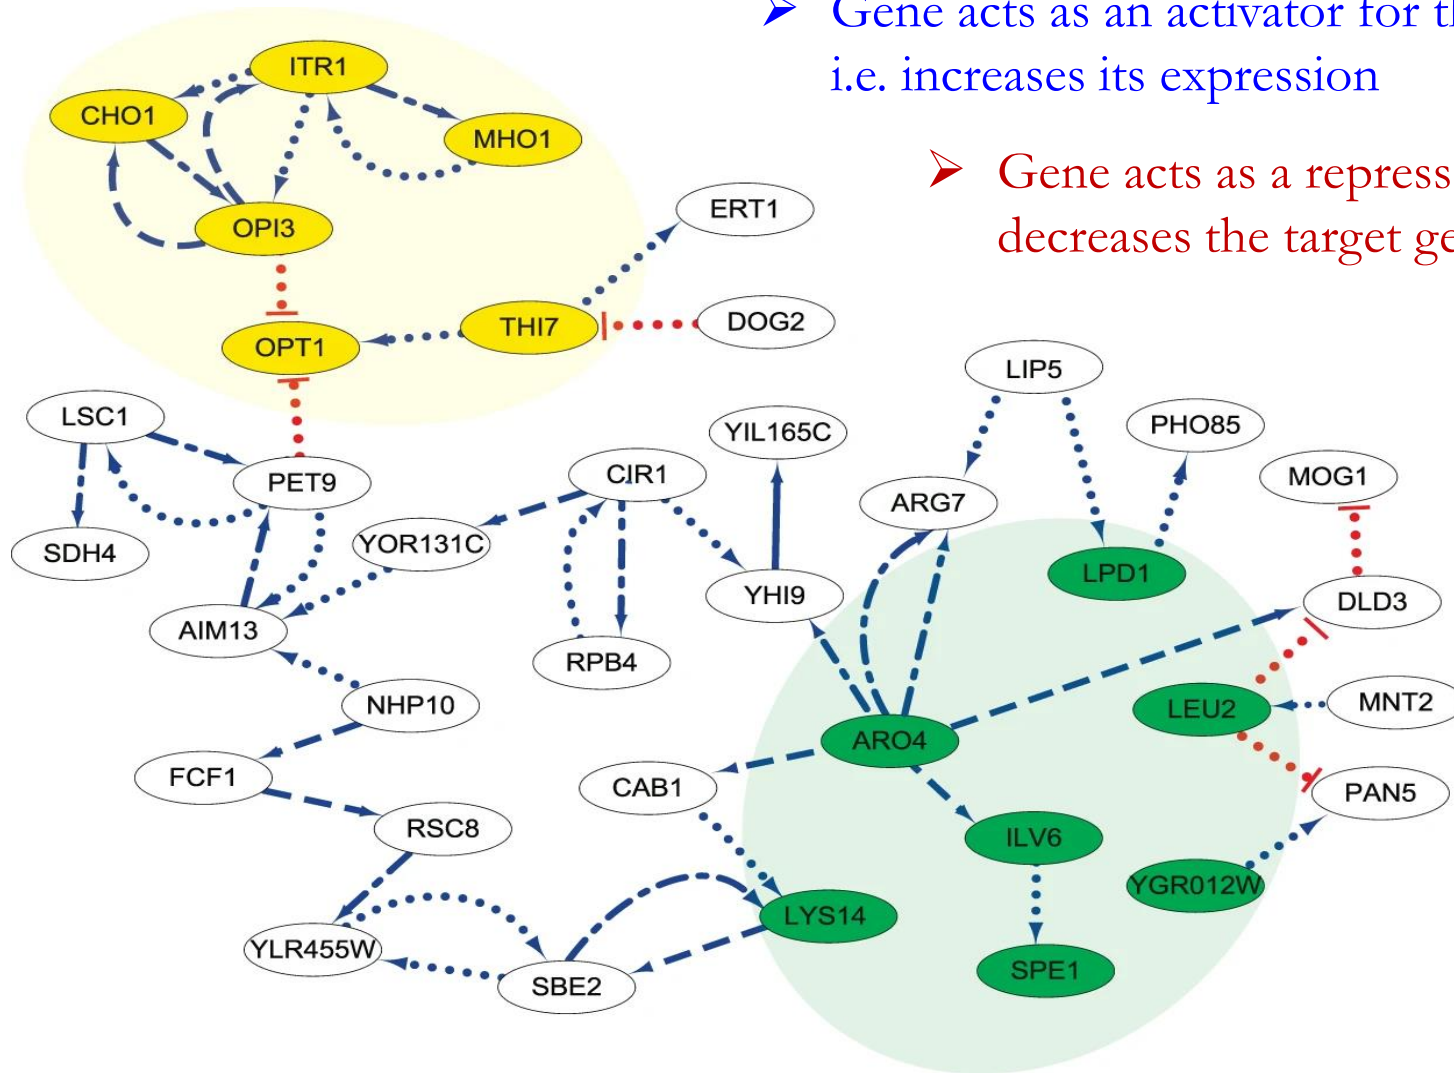 Gene acts as an activator for th
i.e. increases its expression
Gene acts as a repress
decreases the target ge
ITR1
CHO1
MHO1
OPI3
ERT1
THI7
DOG2
OPT1
LIP5
LSC1
YIL165C
PHO85
CIR1
MOG1
PET9
ARG7
YOR131C
SDH4
LPD1
YHI9
DLD3
AIM13
RPB4
NHP10
LEU2
MNT2
ARO4
FCF1
CAB1
PAN5
RSC8
ILV6
YGR012W
LYS14
YLR455W
SPE1
SBE2